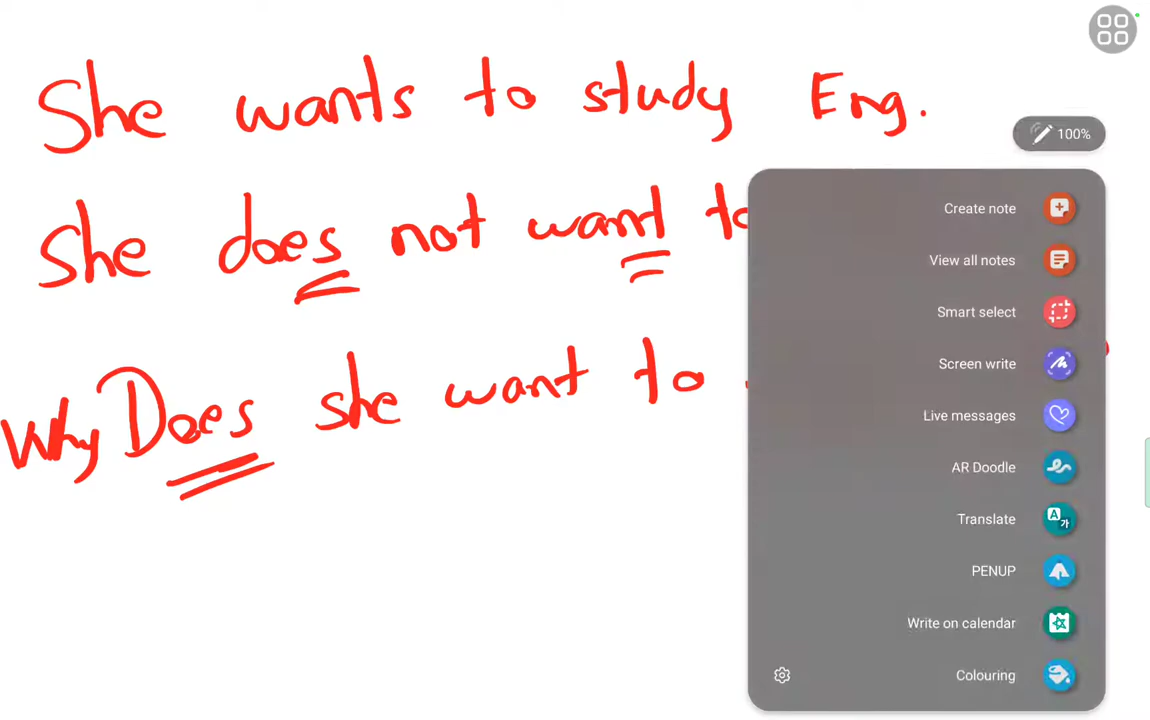 She wants to study Eng.
100%
She does not want to
Create note
View all notes
Smart select
Why Does she want to
Screen write
Live messages
AR Doodle
Translate
PENUP
Write on calendar
Colouring